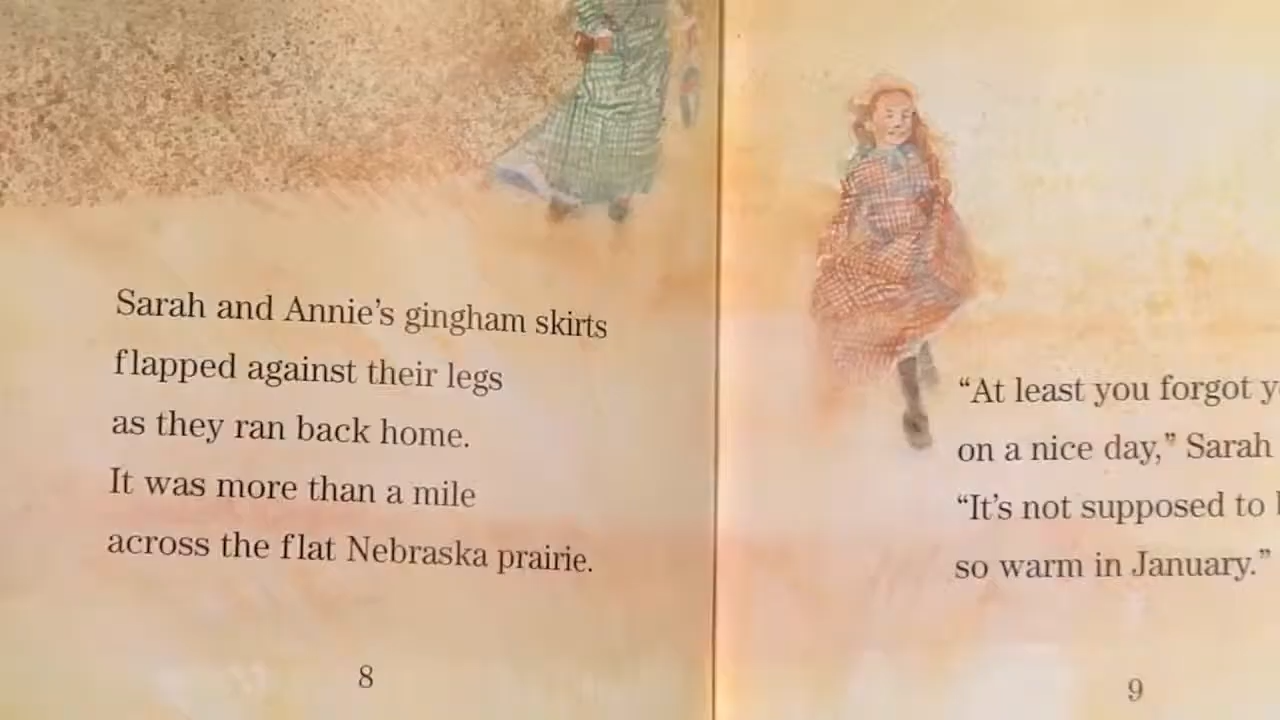 Sarah and Annie's gingham skirts
flapped against their legs
as they ran back home.
It was more than a mile
across the flat Nebraska prairie.
8
“At least you forgot
on a nice day,” Sarah
“It's not supposed to
so warm in January.”
9